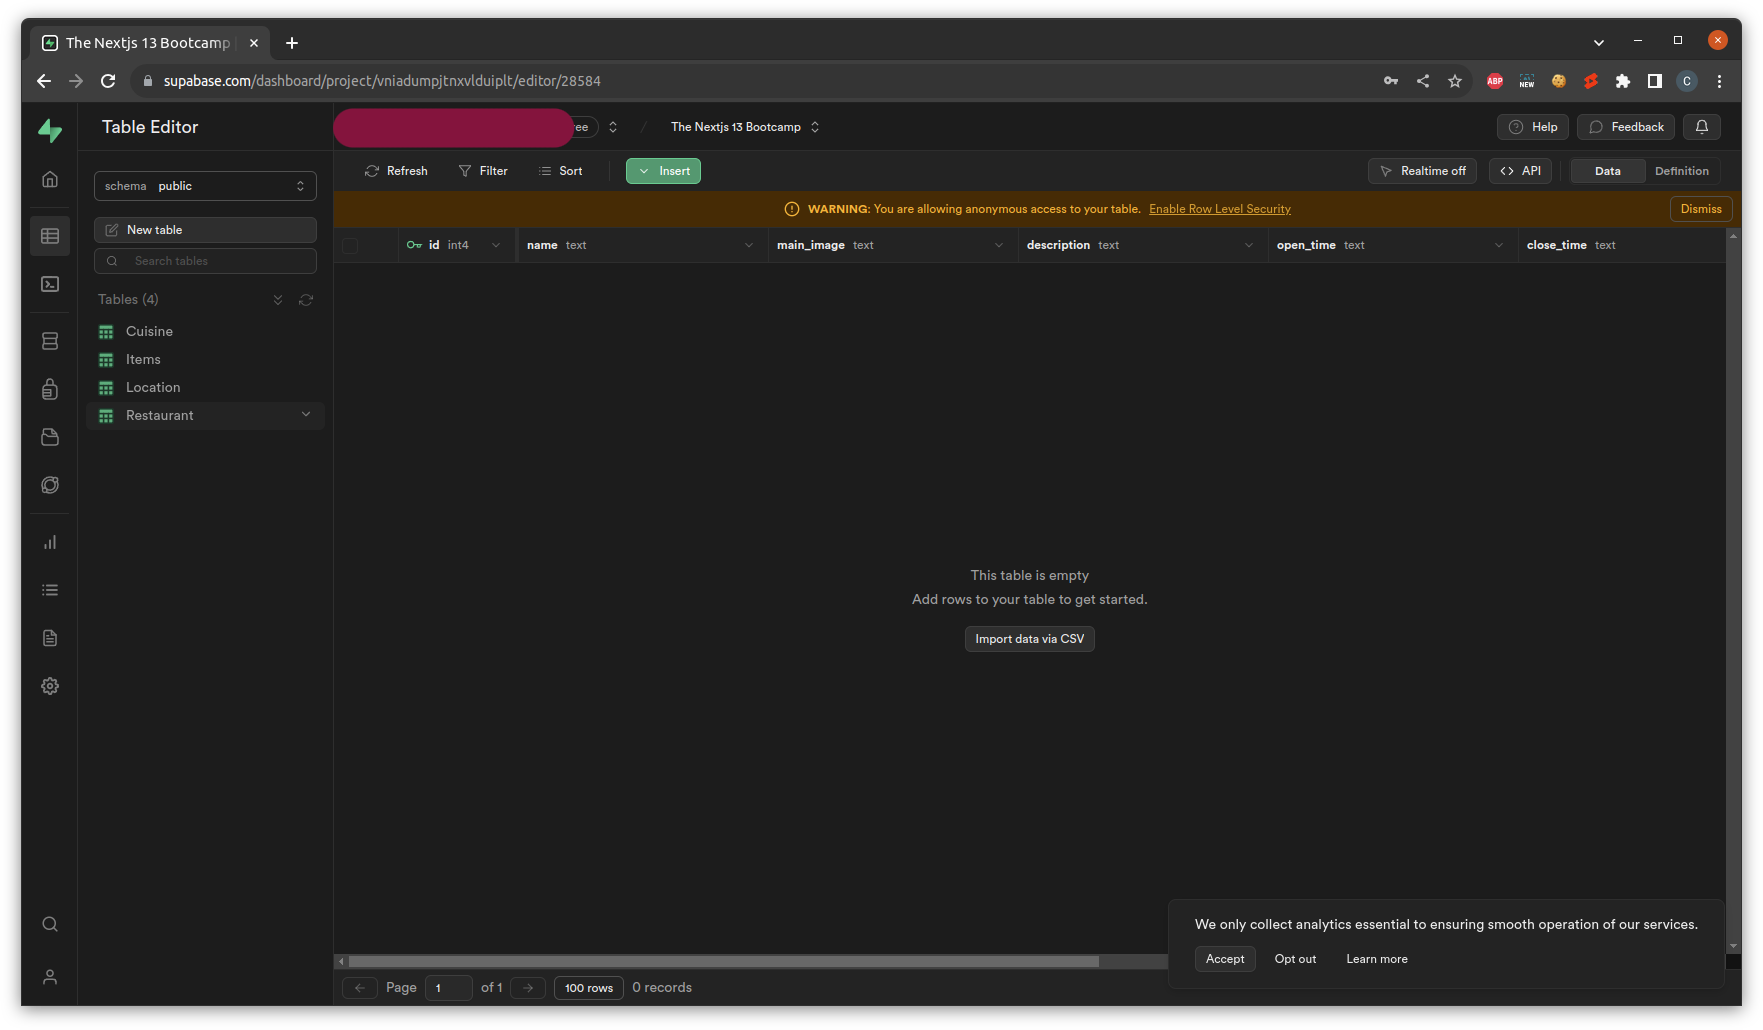 The Nextjs 13 Bootcamp
supabase.com/dashboard/project/vniadumpjtnxvlduiplt/editor/28584
ABP
NEW
C
Table Editor
ee
/
The Nextjs 13 Bootcamp
Help
Feedback
schema public
Refresh
Filter
Sort
Insert
Realtime off
<> API
Data
Definition
WARNING: You are allowing anonymous access to your table. Enable Row Level Security
Dismiss
New table
Search tables
id int4
name text
main_image text
description text
open_time text
close_time text
Tables (4)
Cuisine
Items
Location
Restaurant
This table is empty
Add rows to your table to get started.
Import data via CSV
We only collect analytics essential to ensuring smooth operation of our services.
Accept
Opt out
Learn more
Page 1 of 1
100 rows
0 records